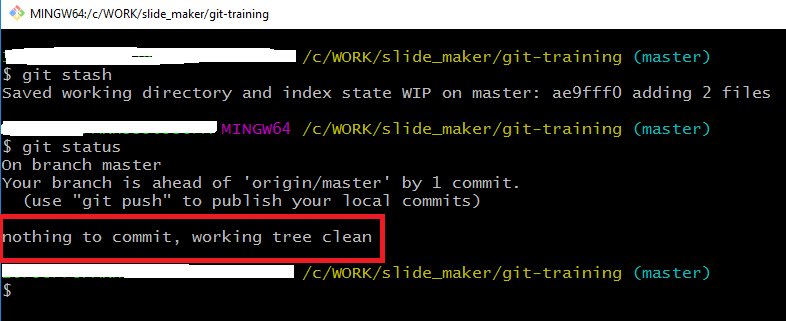 MINGW64:/c/WORK/slide_maker/git-training
/c/WORK/slide_maker/git-training (master)
$ git stash
Saved working directory and index state WIP on master: ae9fff0 adding 2 files
MINGW64 /c/WORK/slide_maker/git-training (master)
$ git status
On branch master
Your branch is ahead of 'origin/master' by 1 commit.
(use "git push" to publish your local commits)
nothing to commit, working tree clean
/c/WORK/slide_maker/git-training (master)
$